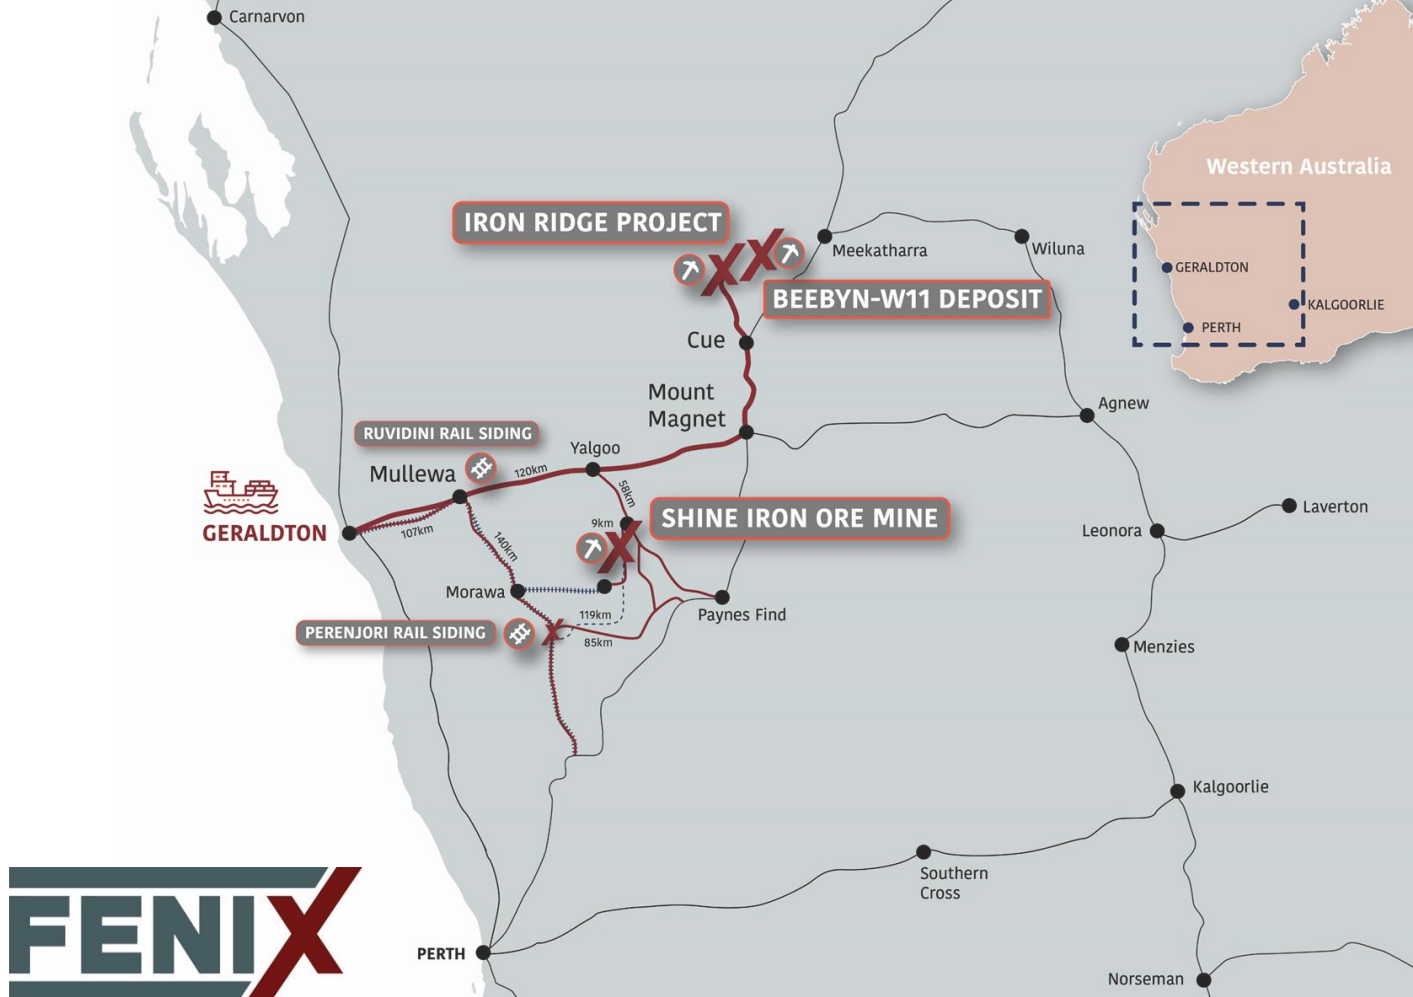 Carnarvon
Western Australia
IRON RIDGE PROJECT
Meekatharra
Wiluna
GERALDTON
BEEBYN-W11 DEPOSIT
KALGOORLIE
PERTH
Cue
Mount
Magnet
Agnew
RUVIDINI RAIL SIDING
Yalgoo
Mullewa
120km
58km
GERALDTON
107km
9km
SHINE IRON ORE MINE
Laverton
Leonora
140km
Morawa
119km
Paynes Find
PERENJORI RAIL SIDING
85km
Menzies
Kalgoorlie
Southern
Cross
FENIX
PERTH
Norseman